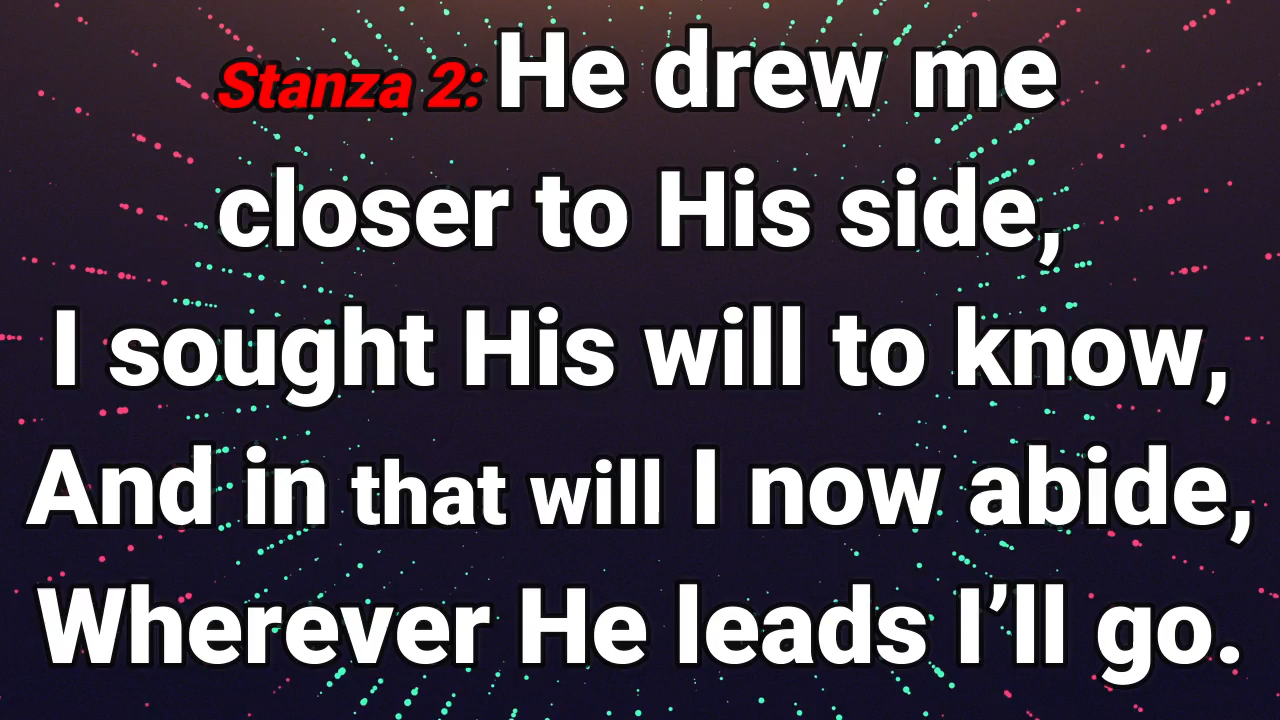 Stanza 2: He drew me
closer to His side,
I sought His will to know,
And in that will I now abide,
Wherever He leads I’ll go.